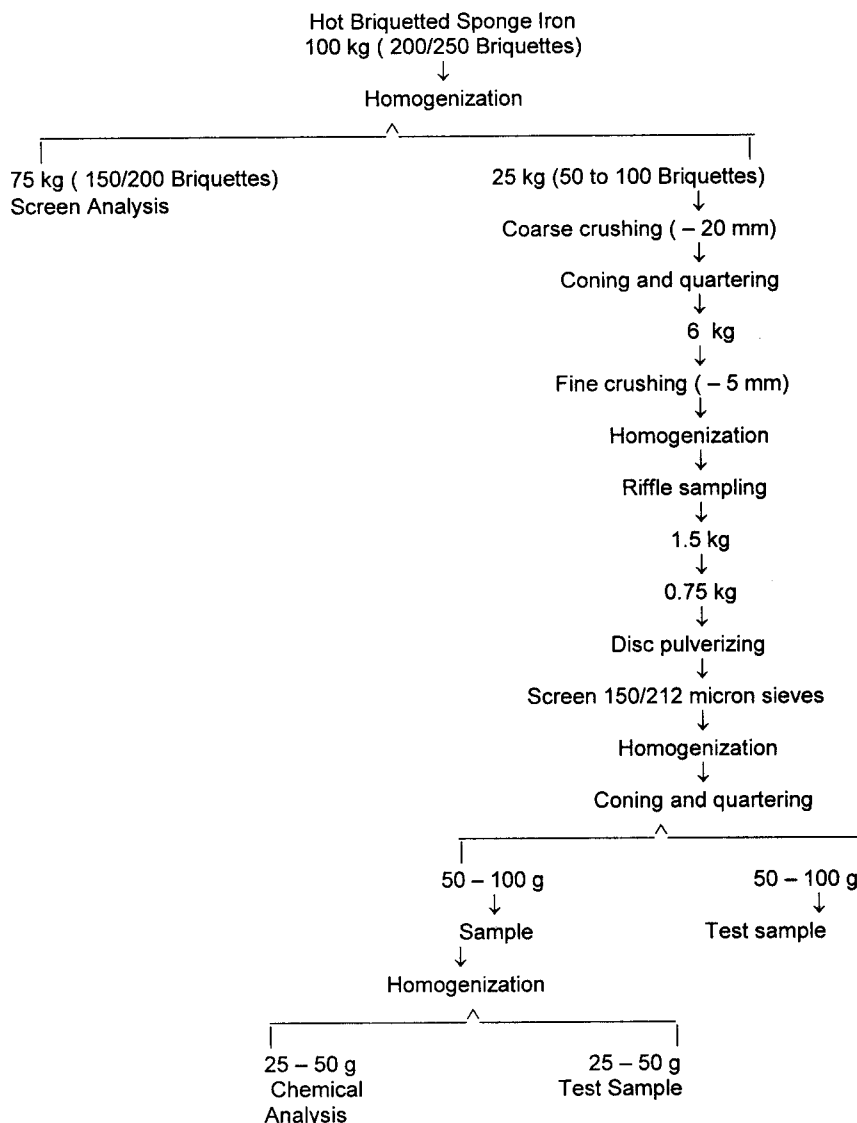 Hot Briquetted Sponge Iron
100 kg ( 200/250 Briquettes)
Homogenization
75 kg ( 150/200 Briquettes)
Screen Analysis
25 kg (50 to 100 Briquettes)
Coarse crushing ( – 20 mm)
Coning and quartering
6 kg
Fine crushing ( – 5 mm)
Homogenization
Riffle sampling
1.5 kg
0.75 kg
Disc pulverizing
Screen 150/212 micron sieves
Homogenization
Coning and quartering
50 – 100 g
50 – 100 g
Sample
Test sample
Homogenization
25 – 50 g
Chemical
Analysis
25 – 50 g
Test Sample